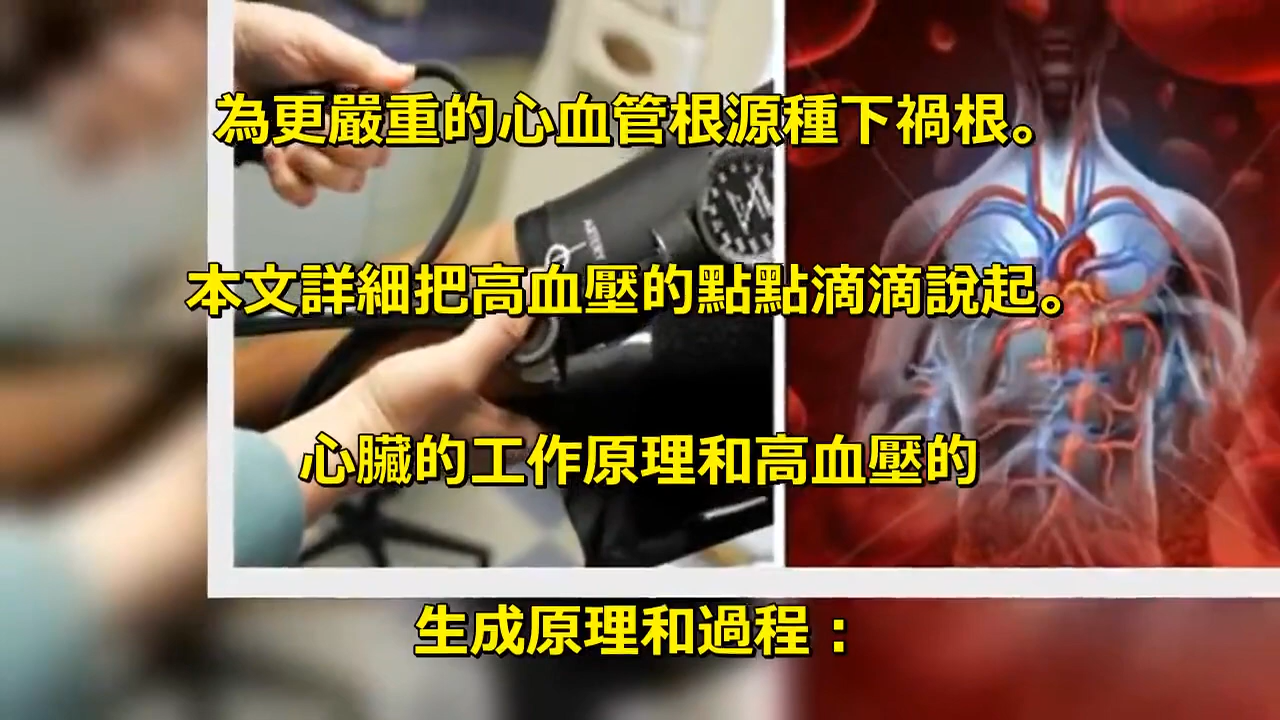 為更嚴重的心血管根源種下禍根。
ARTERY
本文詳細把高血壓的點點滴滴說起。
心臟的工作原理和高血壓的
生成原理和過程：